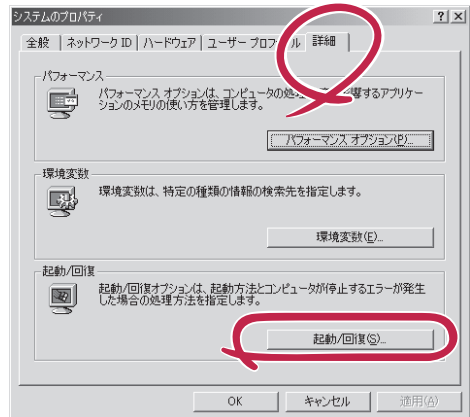 システムのプロパティ
全般 ネットワーク ID ハードウェア ユーザー プロファイル 詳細
パフォーマンス
パフォーマンス オプションは、コンピュータの処理
するアプリケー
ションのメモリの使い方を管理します。
パフォーマンス オプション(P)...
環境変数
環境変数は、特定の種類の情報の検索先を指定します。
環境変数(E)...
起動/回復
起動/回復オプションは、起動方法とコンピュータが停止するエラーが発生
した場合の処理方法を指定します。
起動/回復(S)...
OK キャンセル 適用(A)